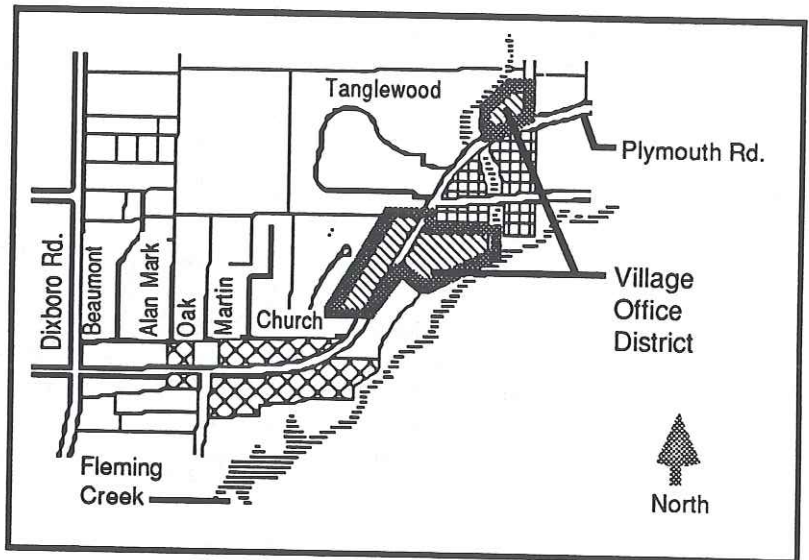 Tanglewood
Plymouth Rd.
Dixboro Rd.
Beaumont
Alan Mark
Oak
Martin
Church
Village
Office
District
Fleming
Creek
North